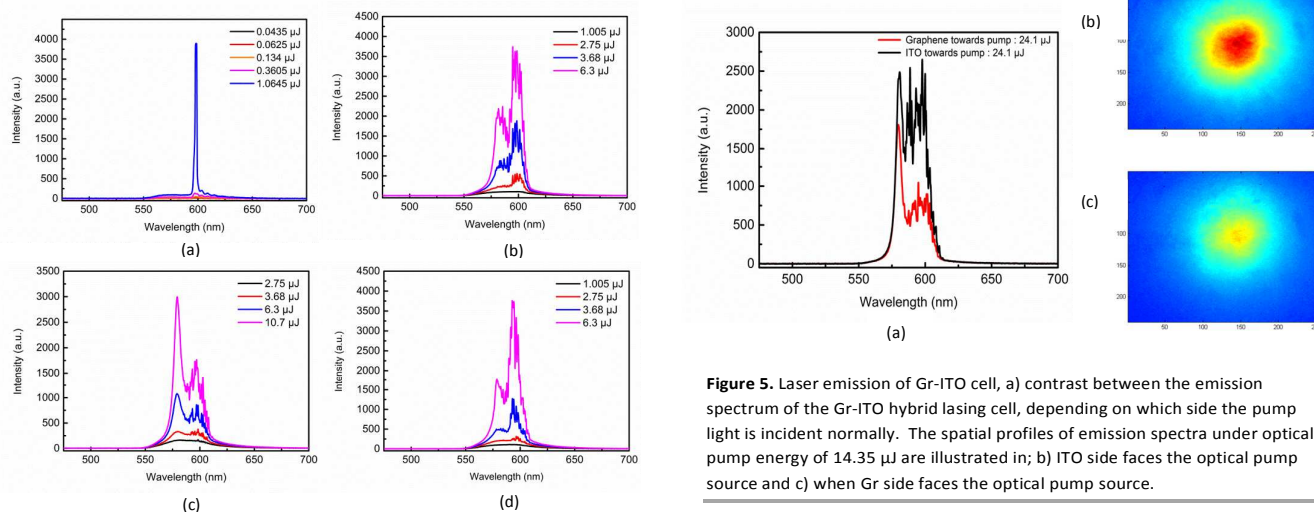 4000
3500
3000
2500
2000
1500
1000
500
0
Intensity (a.u.)
0.0435 µJ
0.0625 µJ
0.134 µJ
0.3605 µJ
1.0645 µJ
500 550 600 650 700
Wavelength (nm)
(a)
4500
4000
3500
3000
2500
2000
1500
1000
500
0
Intensity (a.u.)
1.005 µJ
2.75 µJ
3.68 µJ
6.3 µJ
500 550 600 650 700
Wavelength (nm)
(b)
3500
3000
2500
2000
1500
1000
500
0
Intensity (a.u.)
2.75 µJ
3.68 µJ
6.3 µJ
10.7 µJ
500 550 600 650 700
Wavelength (nm)
(c)
4500
4000
3500
3000
2500
2000
1500
1000
500
0
Intensity (a.u.)
1.005 µJ
2.75 µJ
3.68 µJ
6.3 µJ
500 550 600 650 700
Wavelength (nm)
(d)
3000
2500
2000
1500
1000
500
0
Intensity (a.u.)
Graphene towards pump : 24.1 µJ
ITO towards pump : 24.1 µJ
500 550 600 650 700
Wavelength (nm)
(a)
(b)
100
200
50 100 150 200
(c)
100
200
50 100 150 200
Figure 5. Laser emission of Gr-ITO cell, a) contrast between the emission
spectrum of the Gr-ITO hybrid lasing cell, depending on which side the pump
light is incident normally. The spatial profiles of emission spectra under optical
pump energy of 14.35 µJ are illustrated in; b) ITO side faces the optical pump
source and c) when Gr side faces the optical pump source.